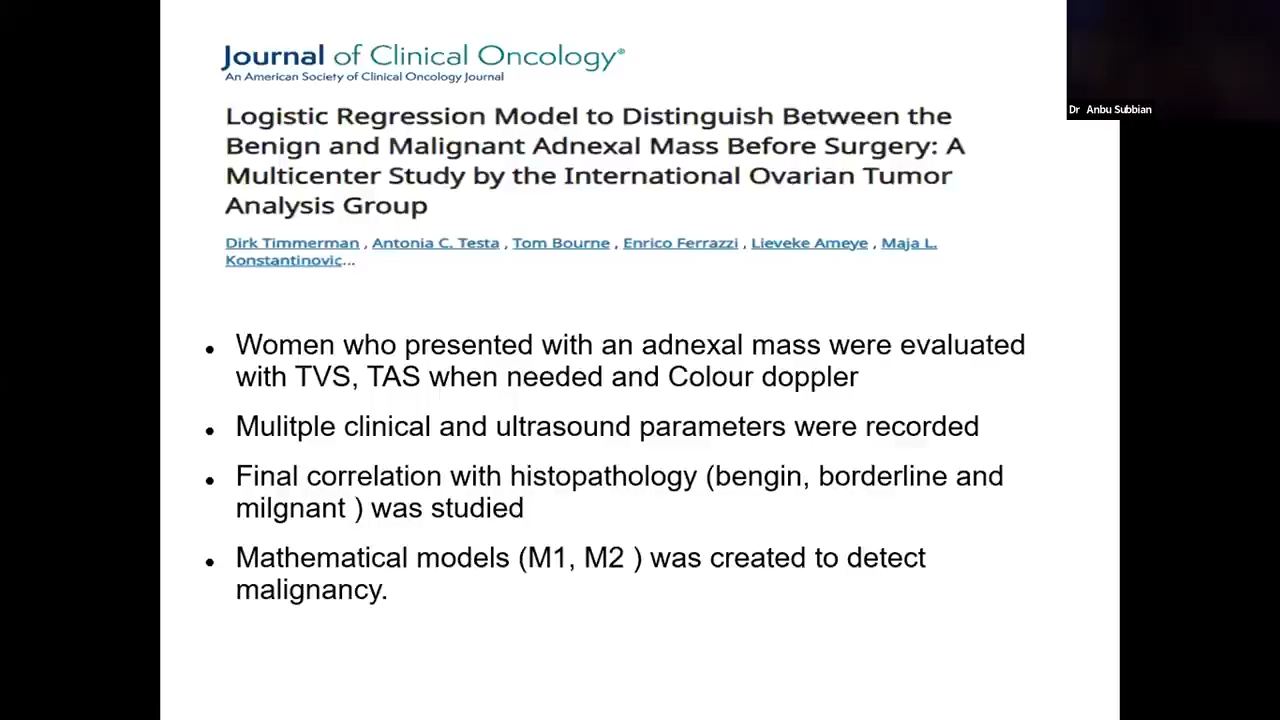 Journal of Clinical Oncology®
An American Society of Clinical Oncology Journal
Dr Anbu Subbian
Logistic Regression Model to Distinguish Between the
Benign and Malignant Adnexal Mass Before Surgery: A
Multicenter Study by the International Ovarian Tumor
Analysis Group
Dirk Timmerman , Antonia C. Testa , Tom Bourne , Enrico Ferrazzi , Lieveke Ameye , Maja L.
Konstantinovic...
• Women who presented with an adnexal mass were evaluated
with TVS, TAS when needed and Colour doppler
• Mulitple clinical and ultrasound parameters were recorded
• Final correlation with histopathology (bengin, borderline and
milgnant ) was studied
• Mathematical models (M1, M2 ) was created to detect
malignancy.